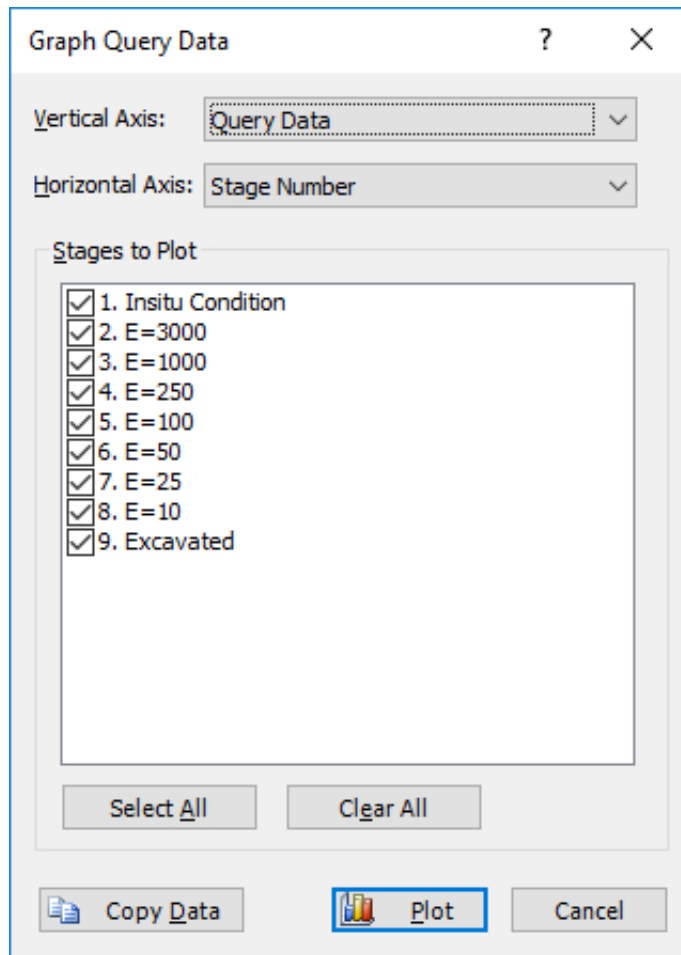 Graph Query Data ?
Vertical Axis: Query Data
Horizontal Axis: Stage Number
Stages to Plot
1. Insitu Condition
2. E=3000
3. E=1000
4. E=250
5. E=100
6. E=50
7. E=25
8. E=10
9. Excavated
Select All Clear All
Copy Data Plot Cancel